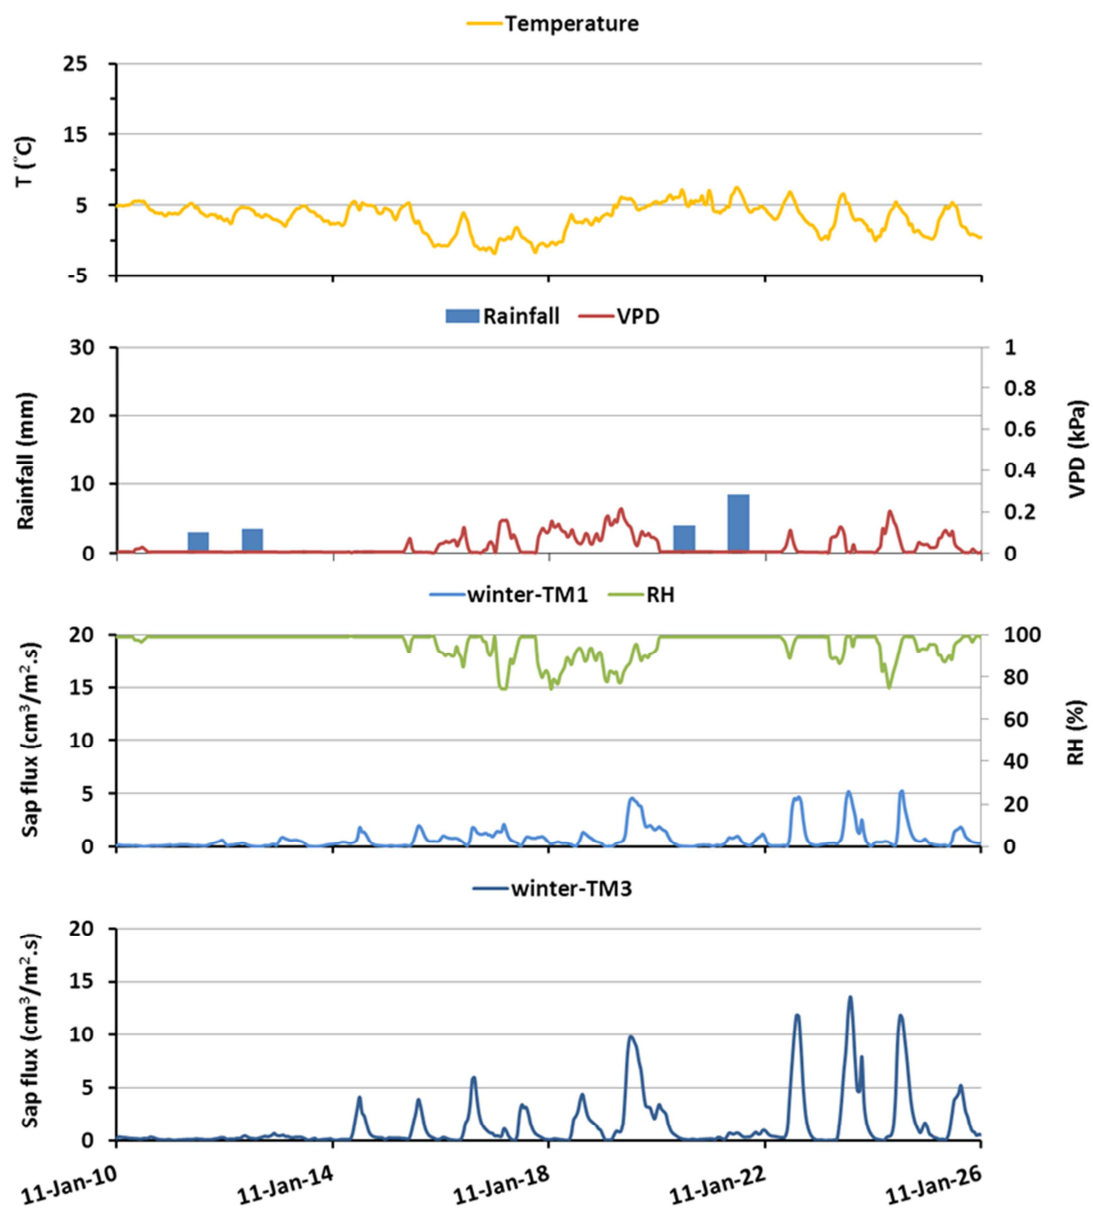 Temperature
25
15
5
-5
T (°C)
Rainfall VPD
30
20
10
0
Rainfall (mm)
1
0.8
0.6
0.4
0.2
0
VPD (kPa)
winter-TM1 RH
20
15
10
5
0
Sap flux (cm³/m².s)
100
80
60
40
20
0
RH (%)
winter-TM3
20
15
10
5
0
Sap flux (cm³/m².s)
11-Jan-10 11-Jan-14 11-Jan-18 11-Jan-22 11-Jan-26